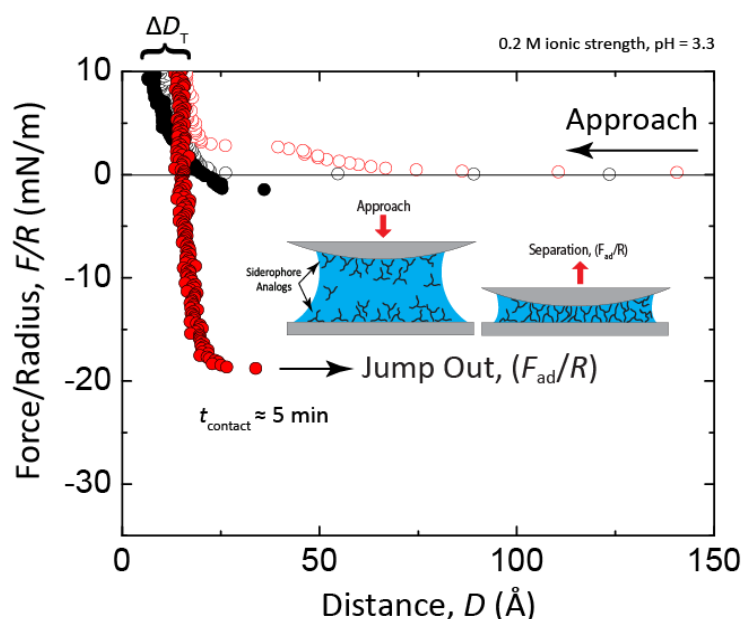 ΔD_T
0.2 M ionic strength, pH = 3.3
Force/Radius, F/R (mN/m)
10
0
-10
-20
-30
Approach
Approach
Siderophore
Analogs
Separation, (F_ad/R)
Jump Out, (F_ad/R)
t_contact ≈ 5 min
0
50
100
150
Distance, D (Å)